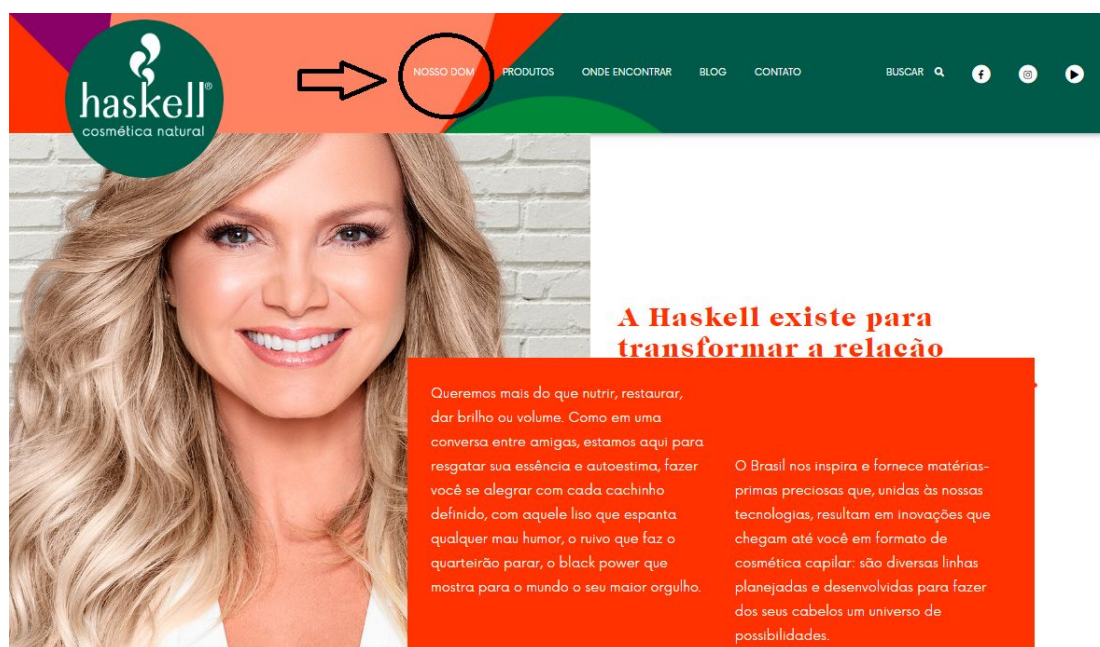 haskell®
cosmética natural
NOSSO DOM
PRODUTOS
ONDE ENCONTRAR
BLOG
CONTATO
BUSCAR
A Haskell existe para
transformar a relação
Queremos mais do que nutrir, restaurar,
dar brilho ou volume. Como em uma
conversa entre amigas, estamos aqui para
resgatar sua essência e autoestima, fazer
você se alegrar com cada cachinho
definido, com aquele liso que espanta
qualquer mau humor, o ruivo que faz o
quarteirão parar, o black power que
mostra para o mundo o seu maior orgulho.
O Brasil nos inspira e fornece matérias-
primas preciosas que, unidas às nossas
tecnologias, resultam em inovações que
chegam até você em formato de
cosmética capilar: são diversas linhas
planejadas e desenvolvidas para fazer
dos seus cabelos um universo de
possibilidades.